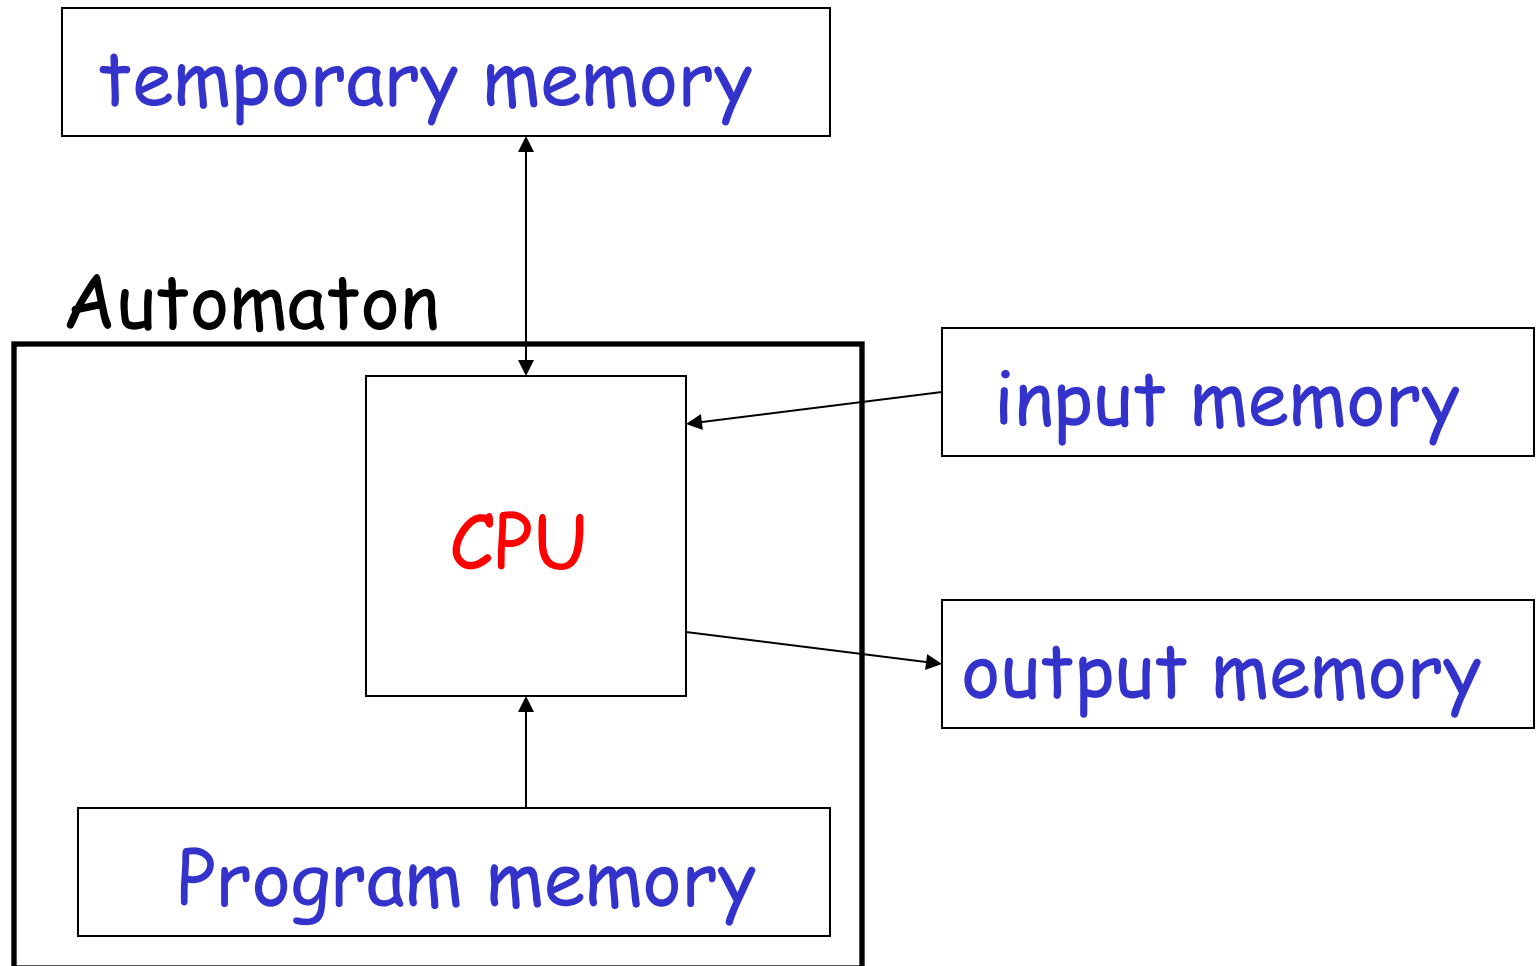 temporary memory
Automaton
input memory
CPU
output memory
Program memory